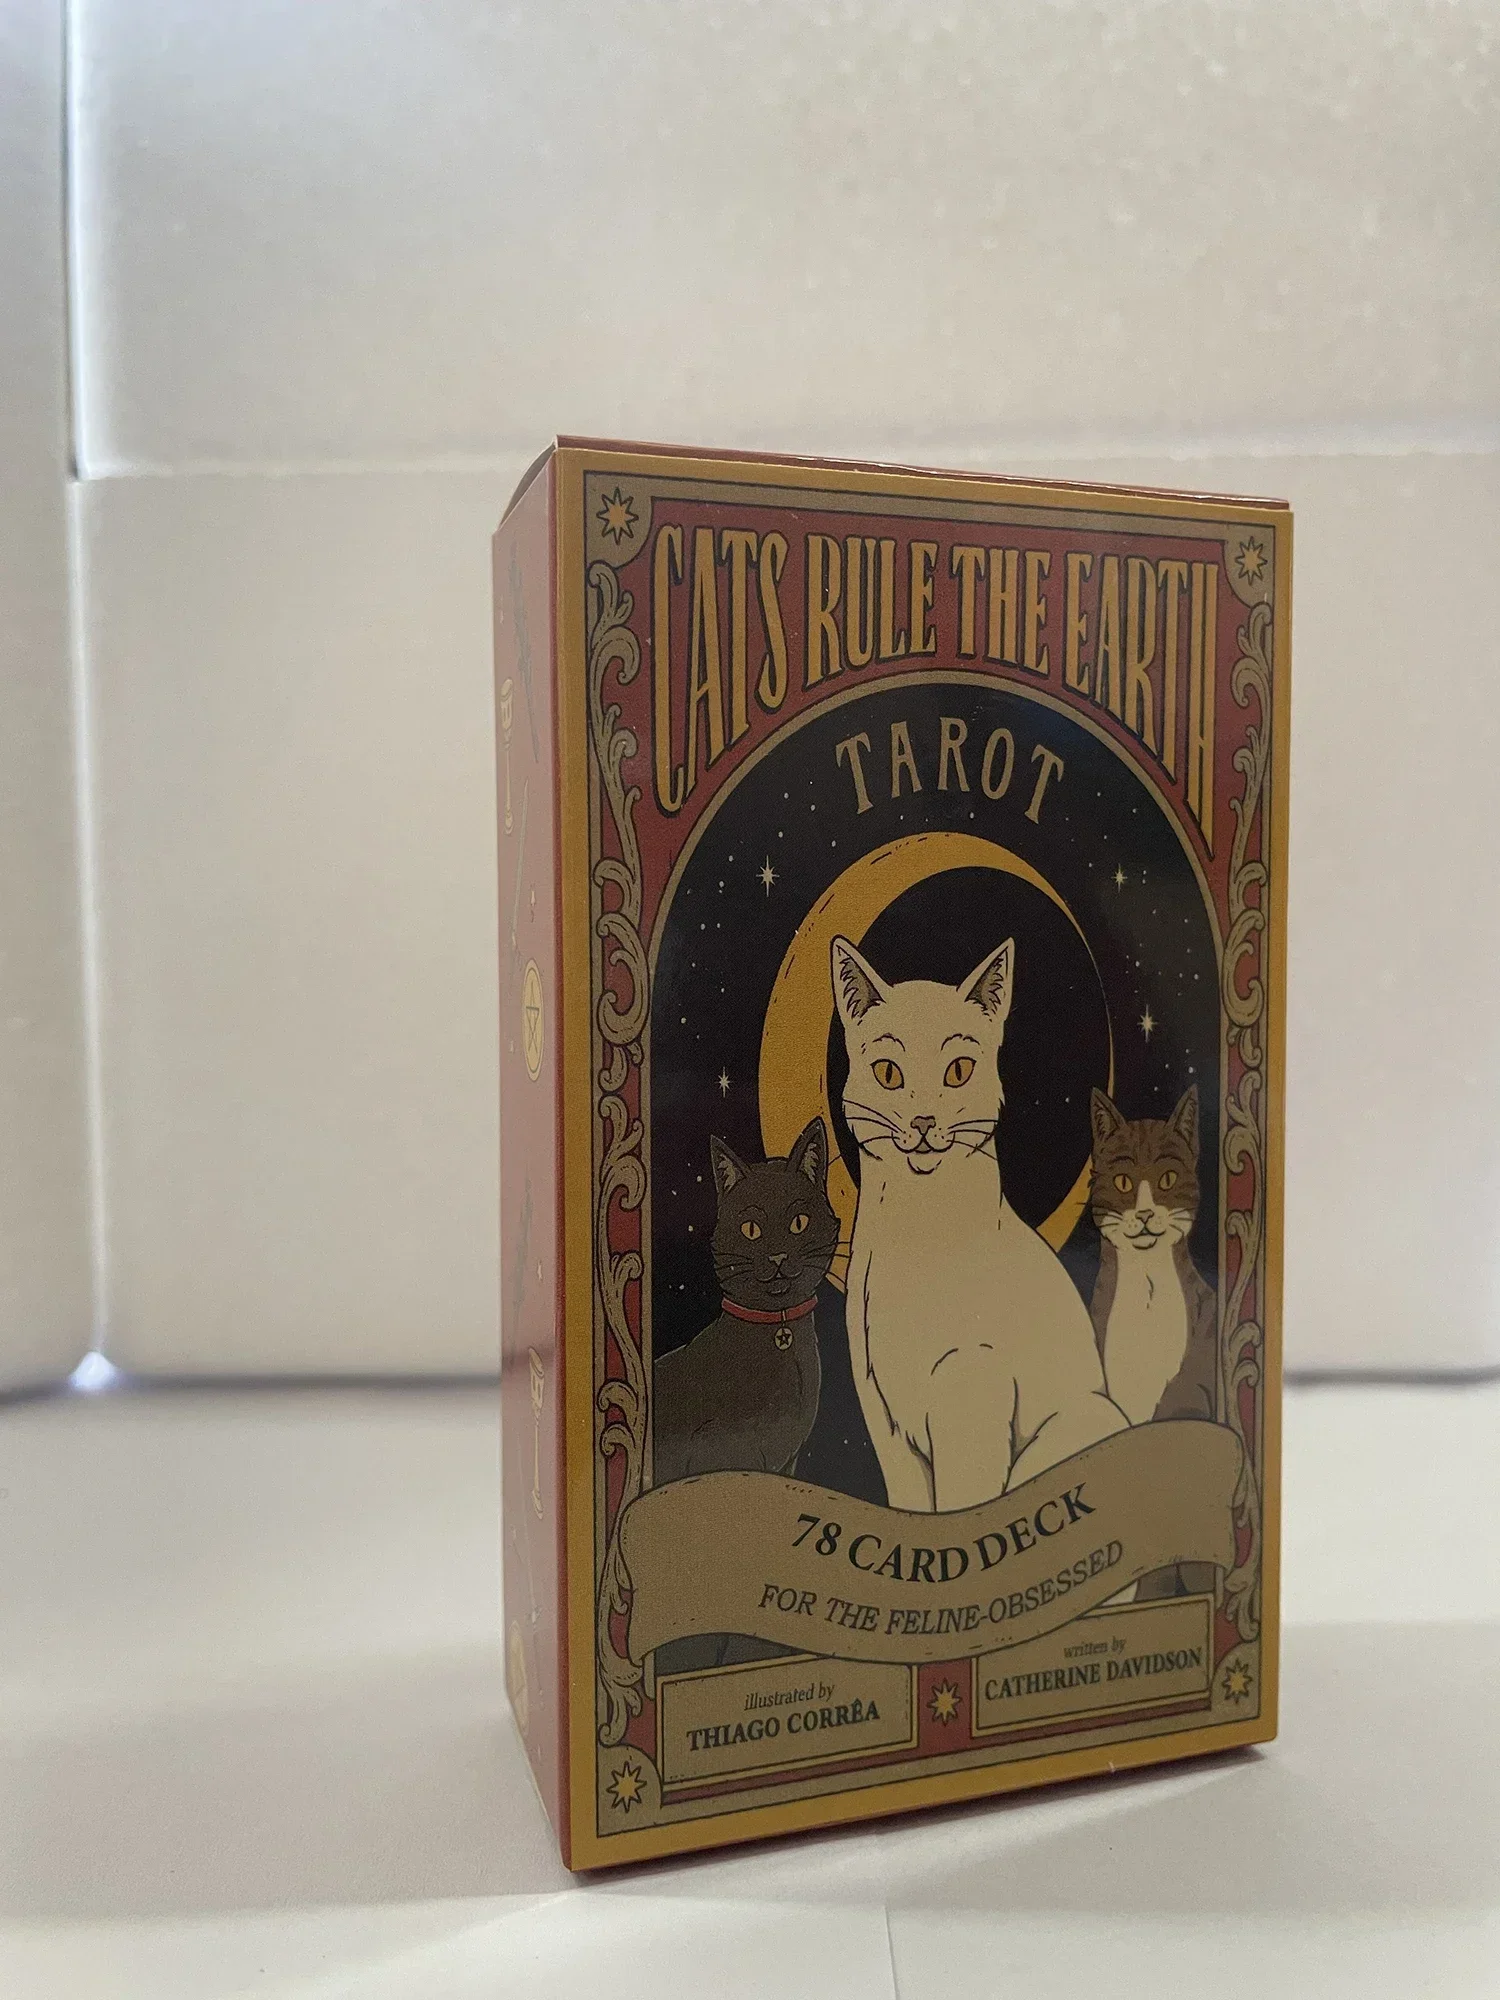 CATS RULE THE EARTH
TAROT
78 CARD DECK
FOR THE FELINE-OBSESSED
illustrated by
THIAGO CORRÊA
written by
CATHERINE DAVIDSON